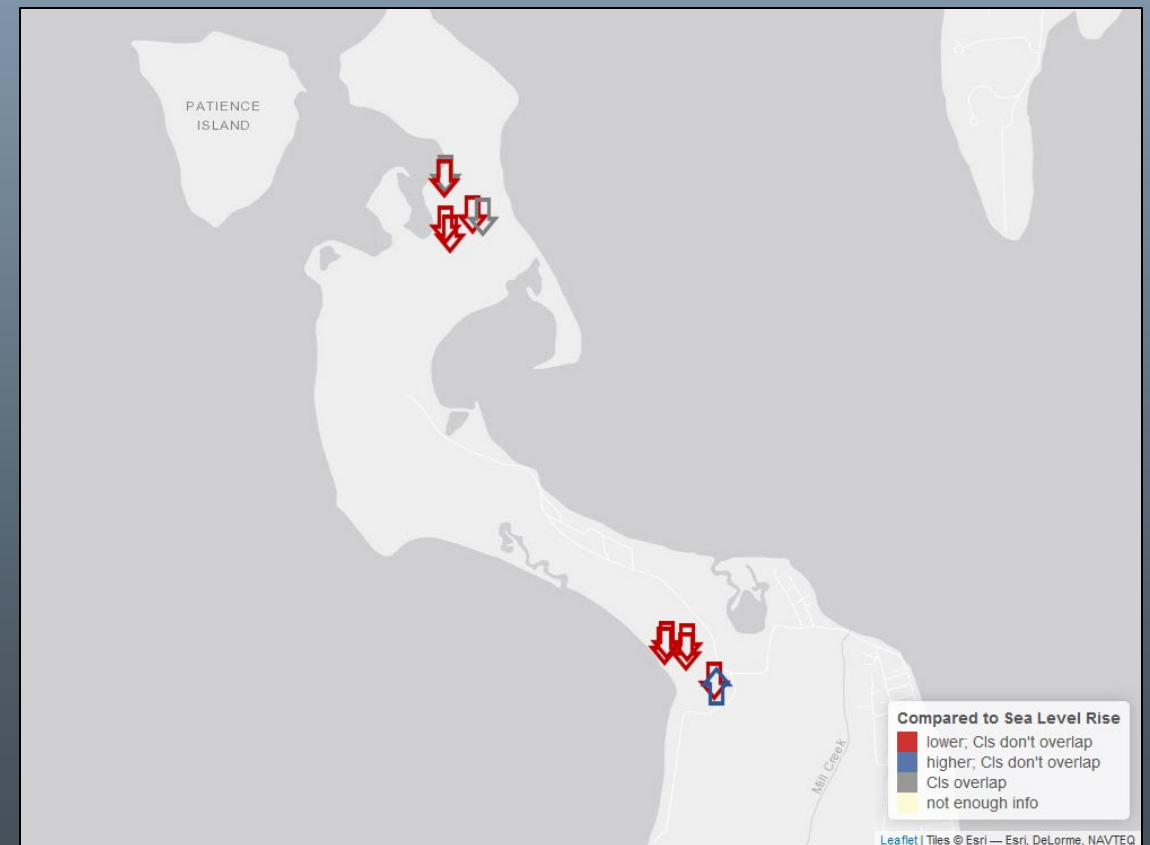 PATIENCE
ISLAND
Mill Creek
Compared to Sea Level Rise
lower; CIs don't overlap
higher; CIs don't overlap
CIs overlap
not enough info
Leaflet | Tiles © Esri — Esri, DeLorme, NAVTEQ